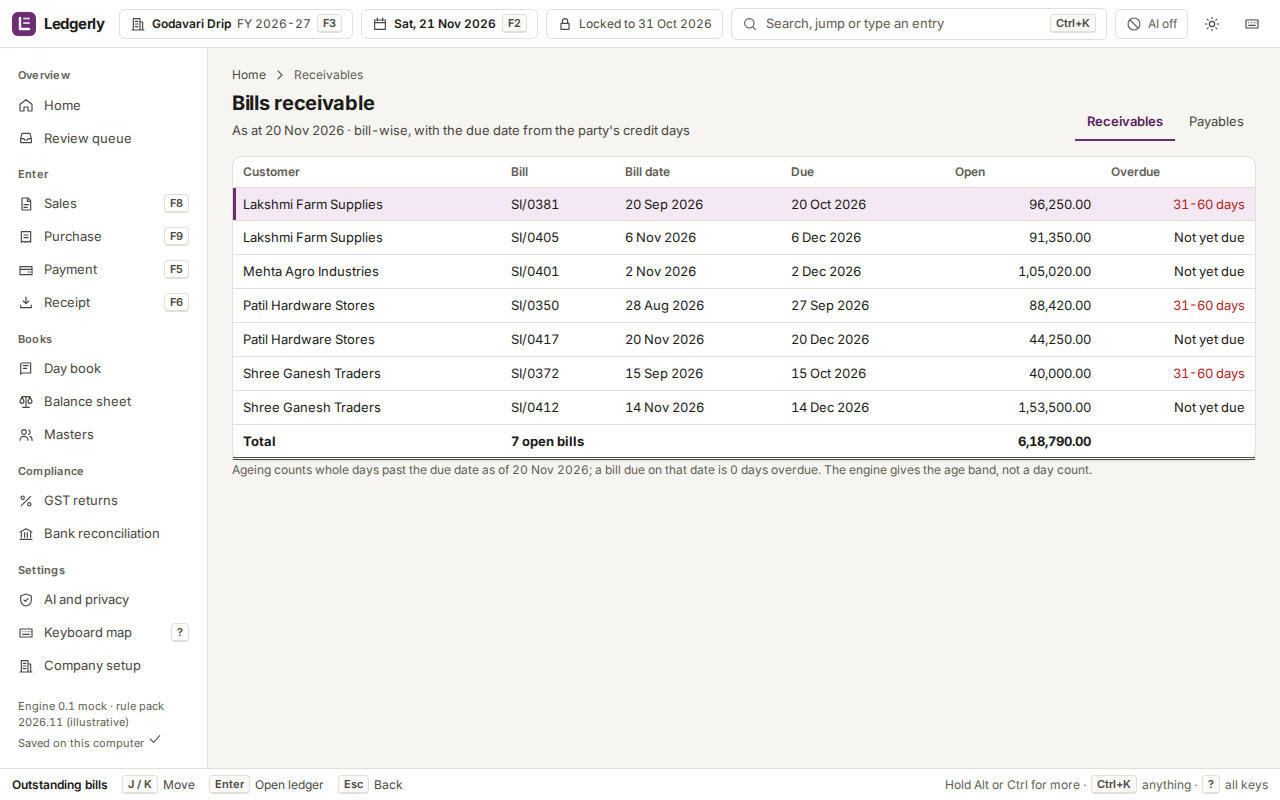 Ledgerly Godavari Drip FY 2026-27 F3 Sat, 21 Nov 2026 F2 Locked to 31 Oct 2026 Search, jump or type an entry Ctrl+K AI off
Overview
Home
Review queue
Enter
Sales F8
Purchase F9
Payment F5
Receipt F6
Books
Day book
Balance sheet
Masters
Compliance
GST returns
Bank reconciliation
Settings
AI and privacy
Keyboard map ?
Company setup
Engine 0.1 mock · rule pack
2026.11 (illustrative)
Saved on this computer
Home Receivables
Bills receivable
As at 20 Nov 2026 · bill-wise, with the due date from the party's credit days
Receivables Payables
Customer Bill Bill date Due Open Overdue
Lakshmi Farm Supplies SI/0381 20 Sep 2026 20 Oct 2026 96,250.00 31-60 days
Lakshmi Farm Supplies SI/0405 6 Nov 2026 6 Dec 2026 91,350.00 Not yet due
Mehta Agro Industries SI/0401 2 Nov 2026 2 Dec 2026 1,05,020.00 Not yet due
Patil Hardware Stores SI/0350 28 Aug 2026 27 Sep 2026 88,420.00 31-60 days
Patil Hardware Stores SI/0417 20 Nov 2026 20 Dec 2026 44,250.00 Not yet due
Shree Ganesh Traders SI/0372 15 Sep 2026 15 Oct 2026 40,000.00 31-60 days
Shree Ganesh Traders SI/0412 14 Nov 2026 14 Dec 2026 1,53,500.00 Not yet due
Total 7 open bills 6,18,790.00
Ageing counts whole days past the due date as of 20 Nov 2026; a bill due on that date is 0 days overdue. The engine gives the age band, not a day count.
Outstanding bills J / K Move Enter Open ledger Esc Back Hold Alt or Ctrl for more · Ctrl+K anything · ? all keys